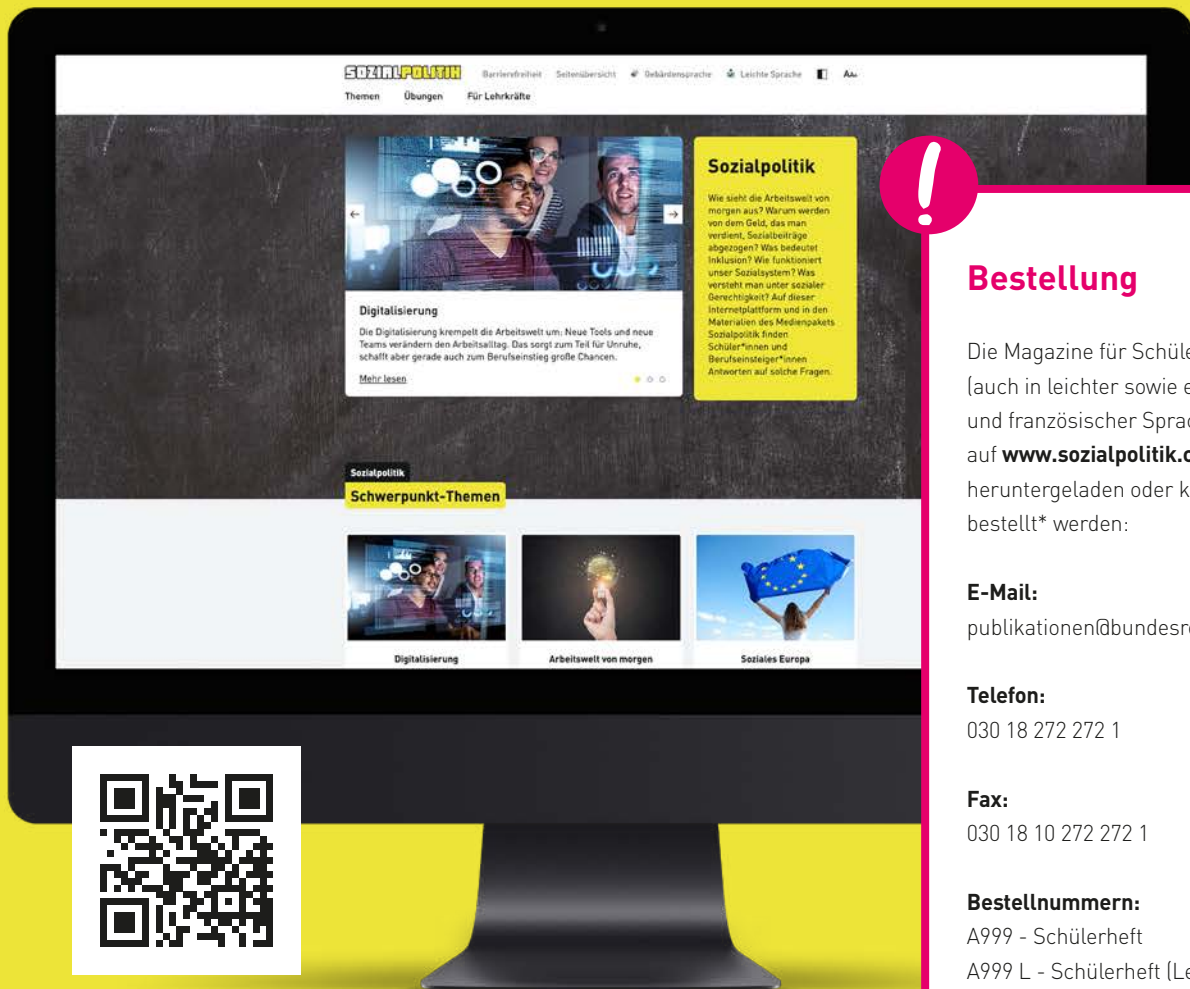 SOZIALPOLITIK
Barrierefreiheit Seitenübersicht Gebärdensprache Leichte Sprache AA
Themen Übungen Für Lehrkräfte
Digitalisierung
Die Digitalisierung krempelt die Arbeitswelt um: Neue Tools und neue
Teams verändern den Arbeitsalltag. Das sorgt zum Teil für Unruhe,
schafft aber gerade auch zum Berufseinstieg große Chancen.
Mehr lesen
Sozialpolitik
Wie sieht die Arbeitswelt von
morgen aus? Warum werden
von dem Geld, das man
verdient, Sozialbeiträge
abgezogen? Was bedeutet
Inklusion? Wie funktioniert
unser Sozialsystem? Was
versteht man unter sozialer
Gerechtigkeit? Auf dieser
Internetplattform und in den
Materialien des Medienpakets
Sozialpolitik finden
Schüler*innen und
Berufseinsteiger*innen
Antworten auf solche Fragen.
Sozialpolitik
Schwerpunkt-Themen
Digitalisierung
Arbeitswelt von morgen
Soziales Europa
!
Bestellung
Die Magazine für Schüle
(auch in leichter sowie e
und französischer Sprac
auf www.sozialpolitik.c
heruntergeladen oder k
bestellt* werden:
E-Mail:
publikationen@bundesre
Telefon:
030 18 272 272 1
Fax:
030 18 10 272 272 1
Bestellnummern:
A999 - Schülerheft
A999 L - Schülerheft (Le